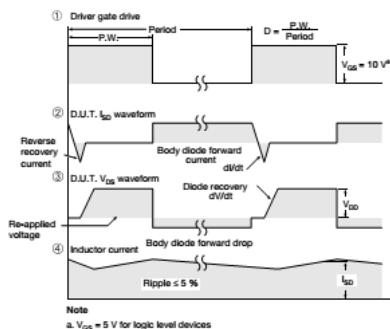 ① Driver gate drive
P.W.
Period
D = P.W.
Period
V_GS = 10 V^a
② D.U.T. I_SD waveform
Reverse
recovery
current
Body diode forward
current
dI/dt
③ D.U.T. V_DS waveform
Diode recovery
dV/dt
V_DD
Re-applied
voltage
Body diode forward drop
④ Inductor current
Ripple ≤ 5 %
I_SD
Note
a. V_GS = 5 V for logic level devices